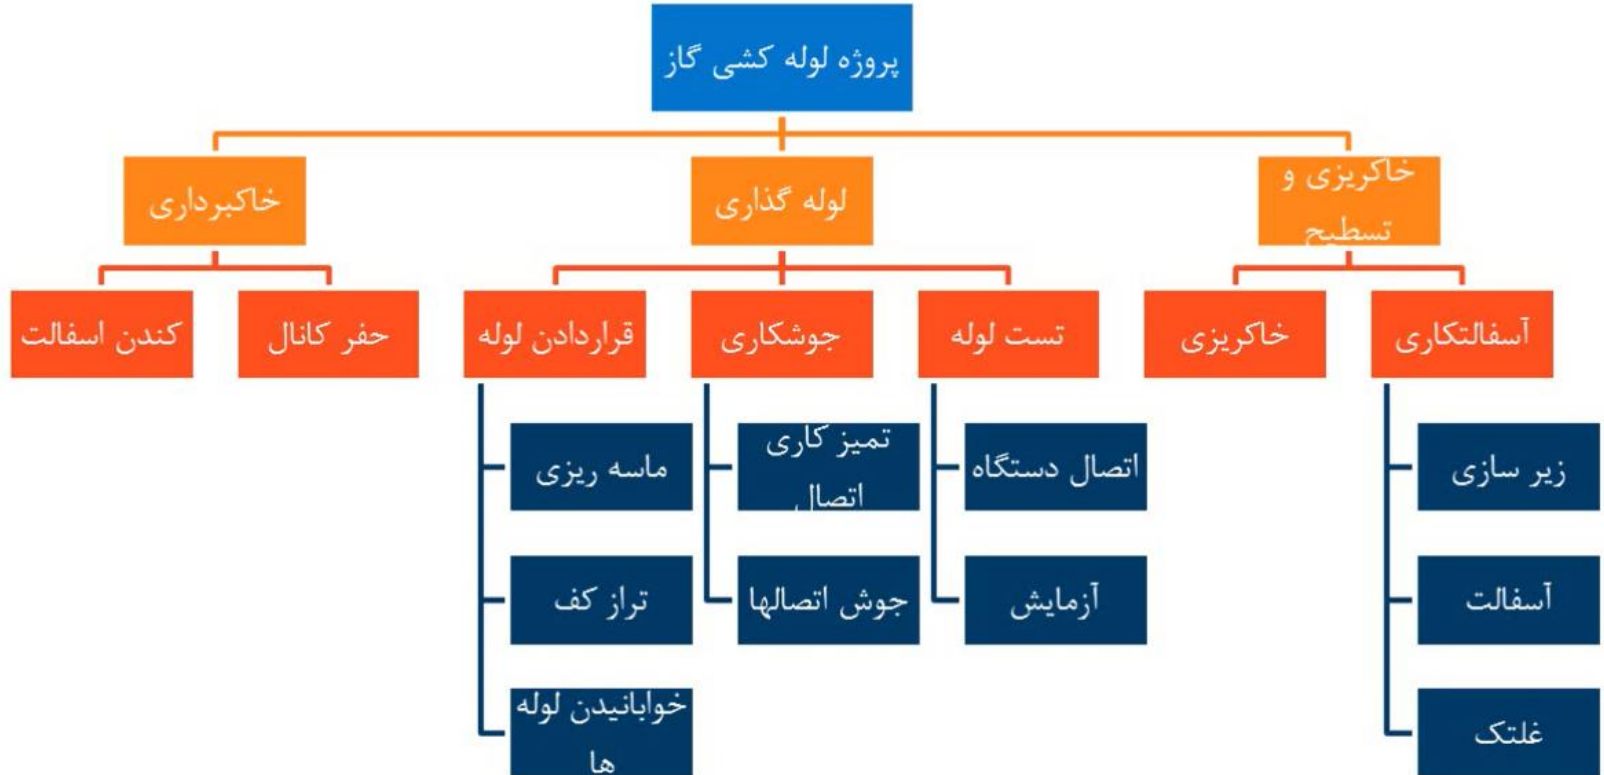 پروژه لوله کشی گاز
خاکبرداری
لوله گذاری
خاکریزی و
تسطیح
کندن اسفالت
حفر کانال
قراردادن لوله
جوشکاری
تست لوله
خاکریزی
آسفالتکاری
ماسه ریزی
تراز کف
خوابانیدن لوله
ها
تمیز کاری
اتصال
جوش اتصالها
اتصال دستگاه
آزمایش
زیر سازی
آسفالت
غلتک